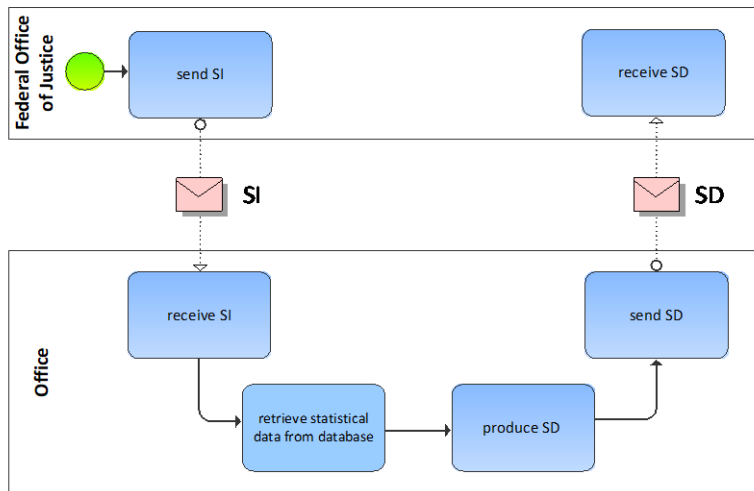 Federal Office
of Justice
send SI
receive SD
SI
SD
Office
receive SI
send SD
retrieve statistical
data from database
produce SD